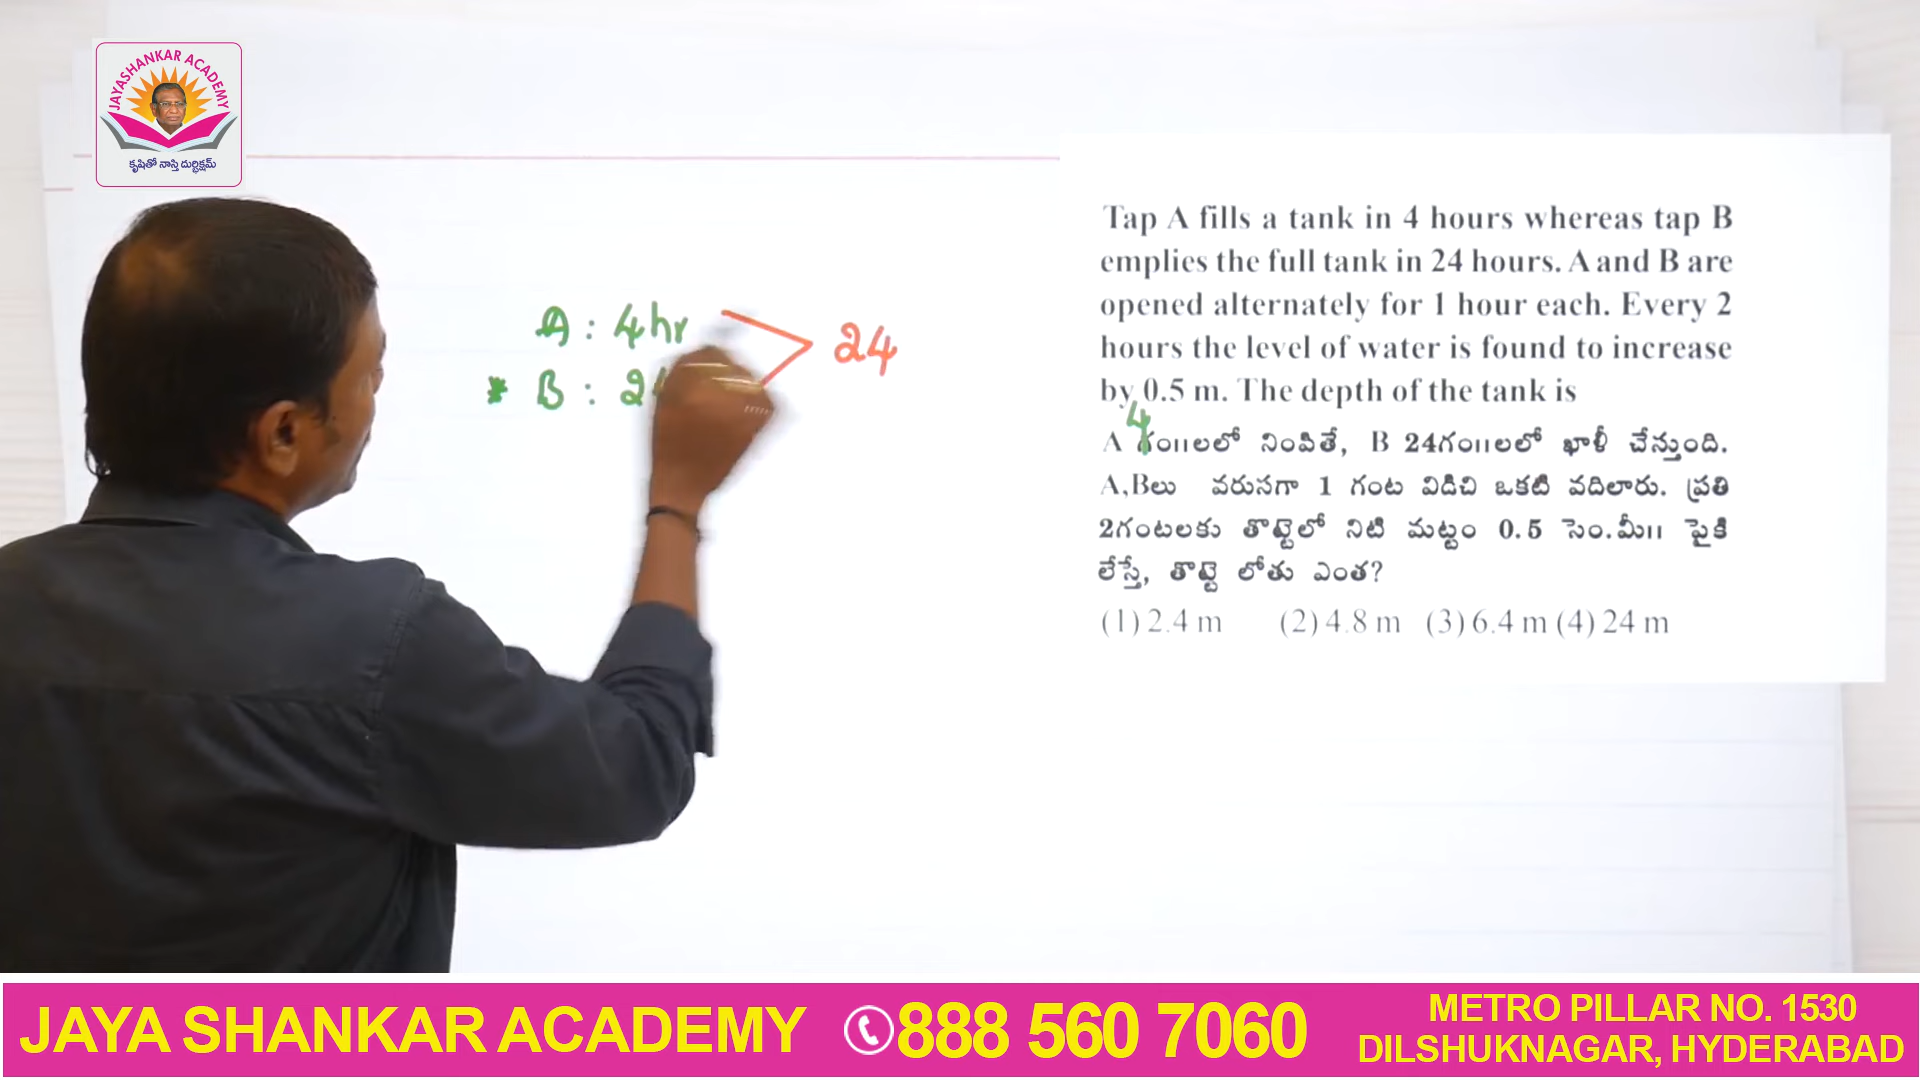 JAYASHANKAR ACADEMY
కృషితో నాస్తి దుర్భిక్షమ్
Tap A fills a tank in 4 hours whereas tap B
emplies the full tank in 24 hours. A and B are
opened alternately for 1 hour each. Every 2
hours the level of water is found to increase
by 0.5 m. The depth of the tank is
4
A గం॥లలో నింపితే, B 24గం॥లలో ఖాళీ చేస్తుంది.
A,Bలు వరుసగా 1 గంట విడిచి ఒకటి వదిలారు. ప్రతి
2గంటలకు తొట్టెలో నిటి మట్టం 0.5 సెం.మీ॥ పైకి
లేస్తే, తొట్టె లోతు ఎంత?
(1) 2.4 m (2) 4.8 m (3) 6.4 m (4) 24 m
A : 4hr
24
* B : 2
JAYA SHANKAR ACADEMY
888 560 7060
METRO PILLAR NO. 1530
DILSHUKNAGAR, HYDERABAD